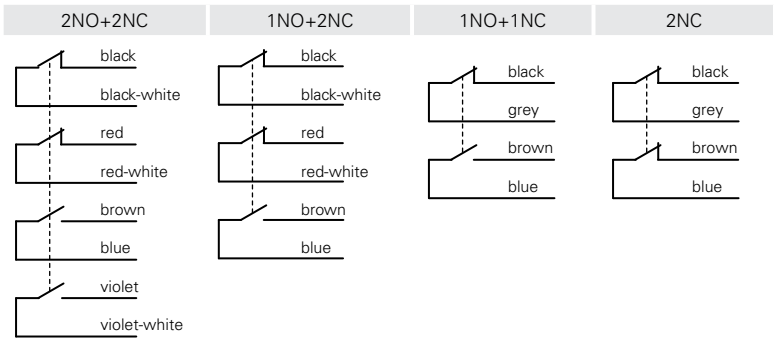 2NO+2NC
black
black-white
red
red-white
brown
blue
violet
violet-white
1NO+2NC
black
black-white
red
red-white
brown
blue
1NO+1NC
black
grey
brown
blue
2NC
black
grey
brown
blue